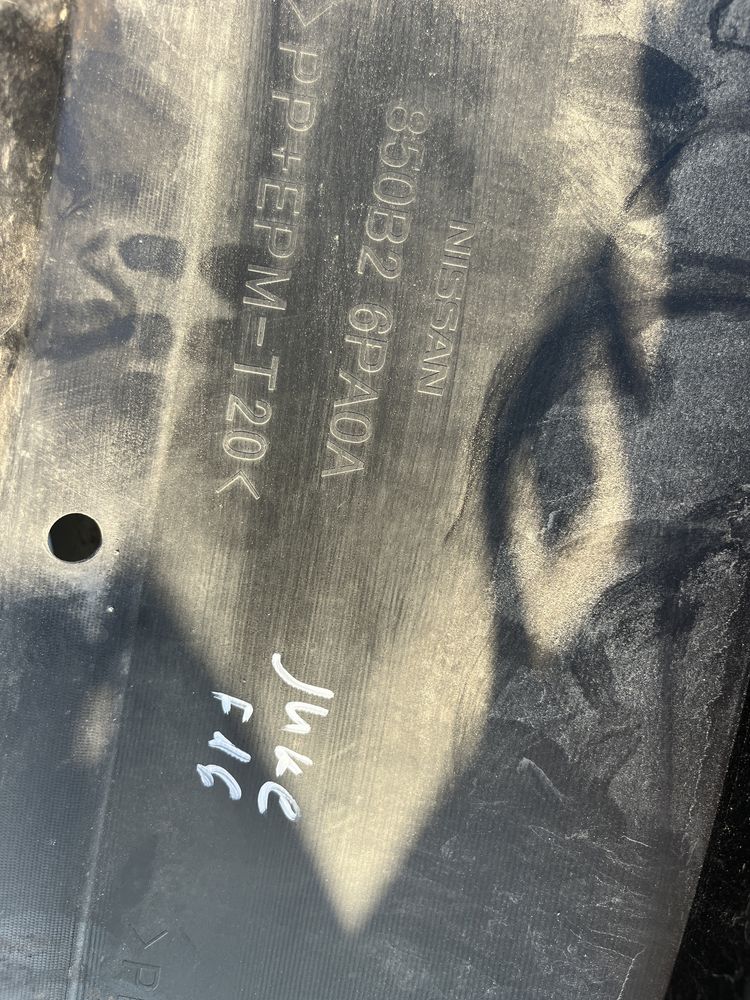 NISSAN
850B2 6PA0A
>PP+EPM-T20<
Juke
F16
>P